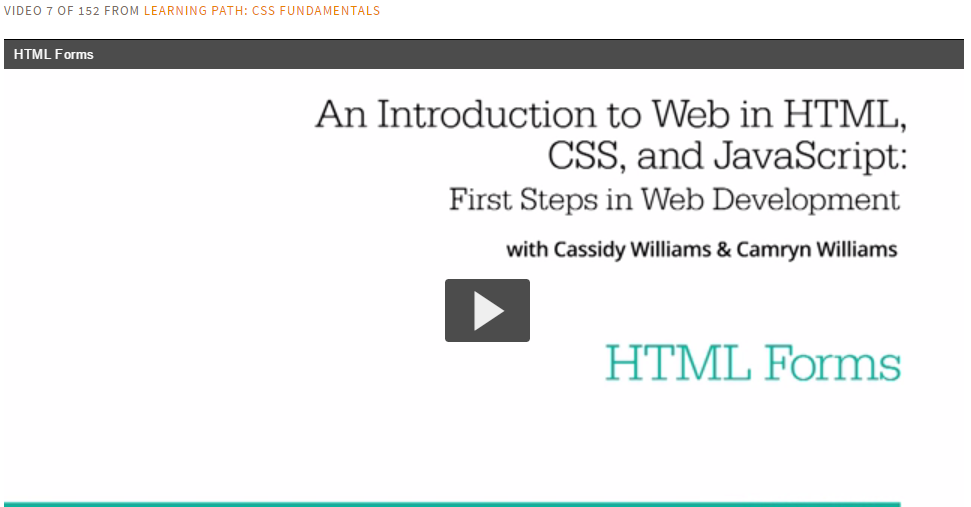 VIDEO 7 OF 152 FROM LEARNING PATH: CSS FUNDAMENTALS
HTML Forms
An Introduction to Web in HTML,
CSS, and JavaScript:
First Steps in Web Development
with Cassidy Williams & Camryn Williams
HTML Forms